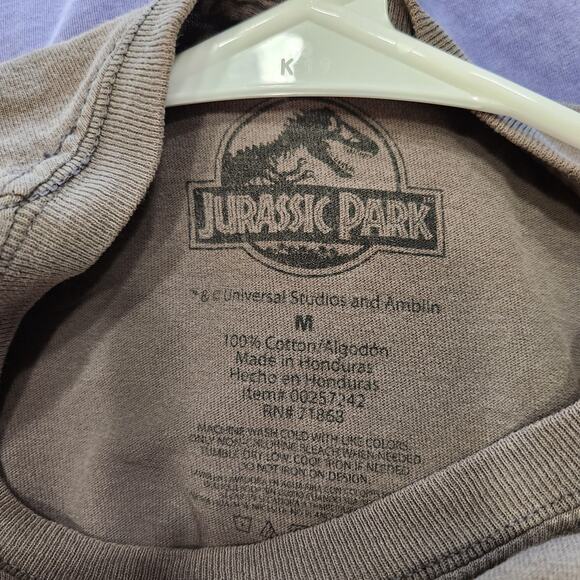 K
JURASSIC PARK
™ & © Universal Studios and Amblin
M
100% Cotton/Algodón
Made in Honduras
Hecho en Honduras
Item# 00257242
RN# 71868
MACHINE WASH COLD WITH LIKE COLORS.
ONLY NON-CHLORINE BLEACH WHEN NEEDED.
TUMBLE DRY LOW. COOL IRON IF NEEDED.
DO NOT IRON ON DESIGN.